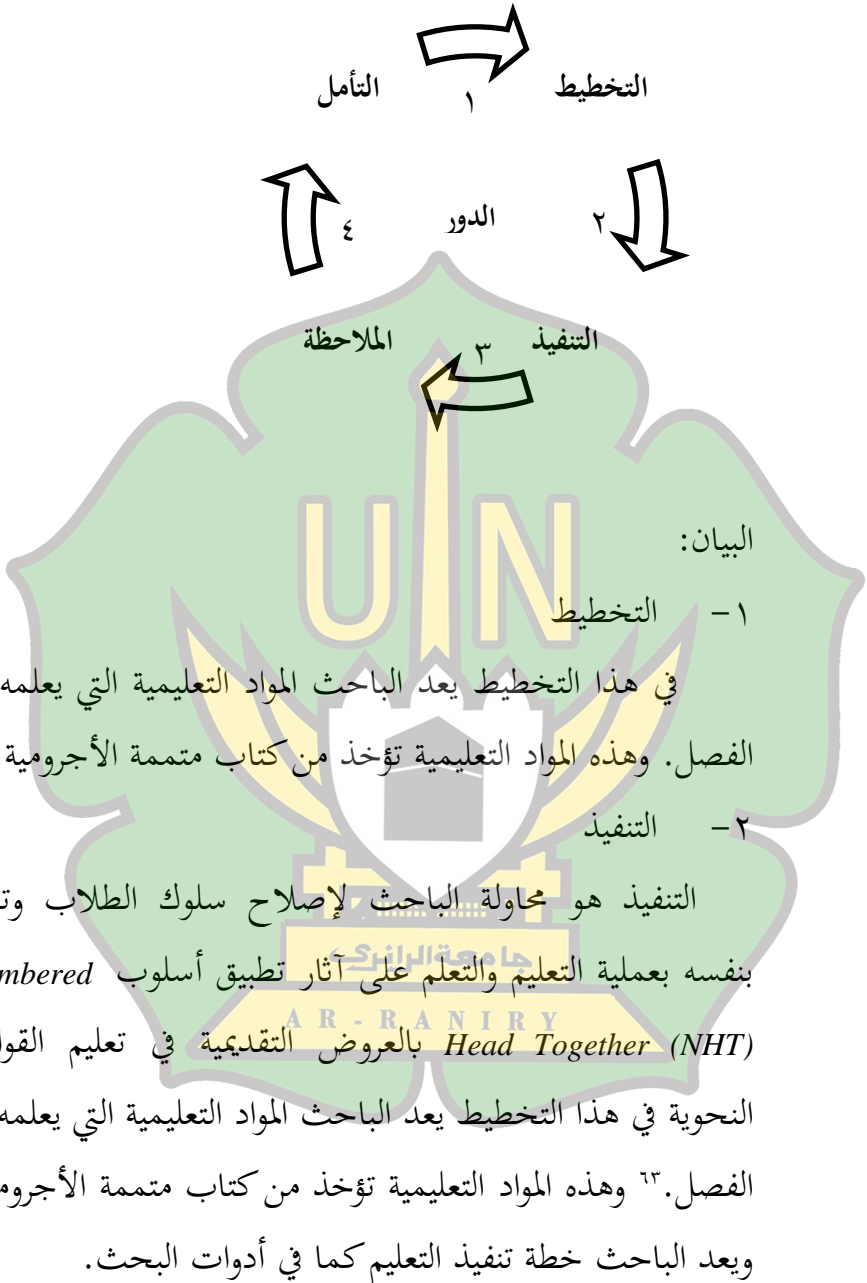 التخطيط ١ التأمل
٢ الدور ٤
التنفيذ ٣ الملاحظة
البيان:
١- التخطيط
في هذا التخطيط يعد الباحث المواد التعليمية التي يعلمه
الفصل. وهذه المواد التعليمية تؤخذ من كتاب متممة الأجرومية
٢- التنفيذ
التنفيذ هو محاولة الباحث لإصلاح سلوك الطلاب وت
بنفسه بعملية التعليم والتعلم على آثار تطبيق أسلوب mbered
Head Together (NHT) بالعروض التقديمية في تعليم القوا
النحوية في هذا التخطيط يعد الباحث المواد التعليمية التي يعلمه
الفصل.٦٣ وهذه المواد التعليمية تؤخذ من كتاب متممة الأجروم
ويعد الباحث خطة تنفيذ التعليم كما في أدوات البحث.
UIN
جامعة الرانري
AR-RANIRY